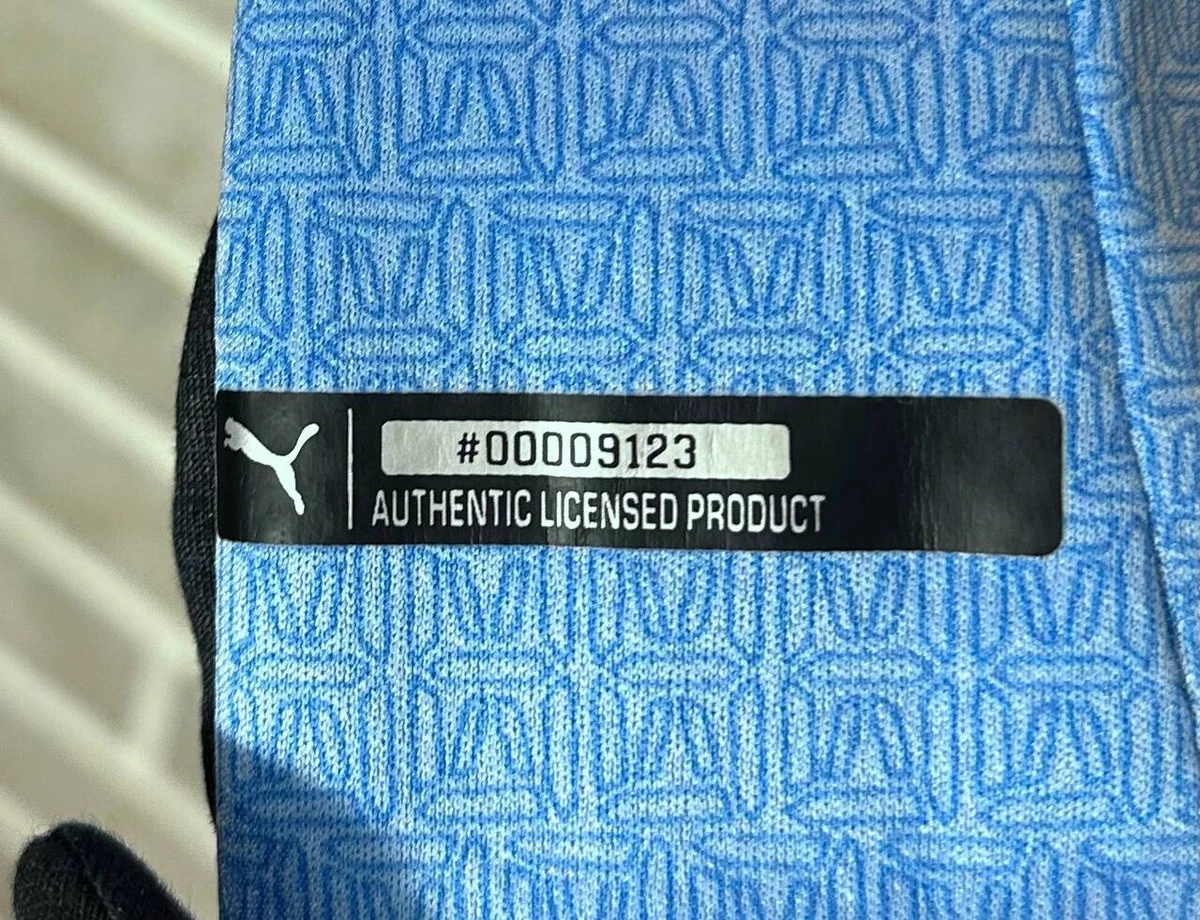 #00009123
AUTHENTIC LICENSED PRODUCT